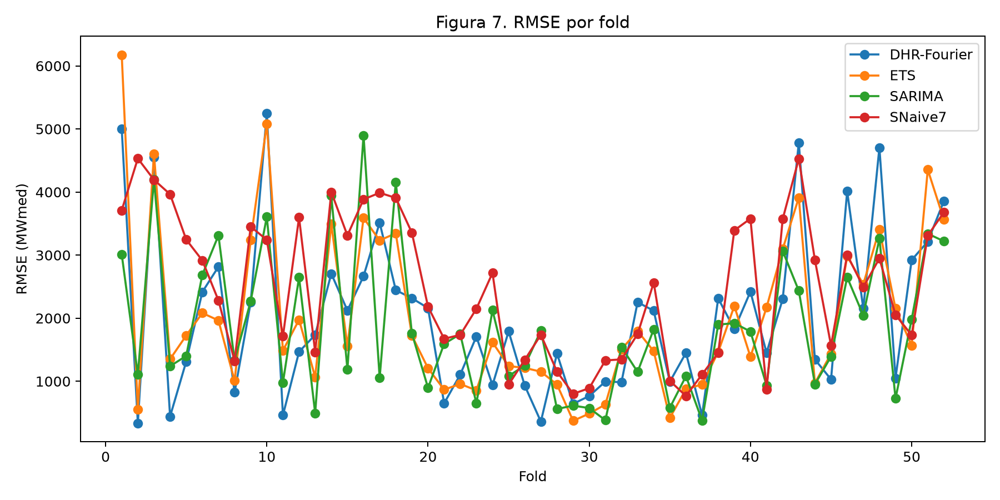 Figura 7. RMSE por fold
DHR-Fourier
ETS
SARIMA
SNaive7
RMSE (MWmed)
6000
5000
4000
3000
2000
1000
0 10 20 30 40 50
Fold